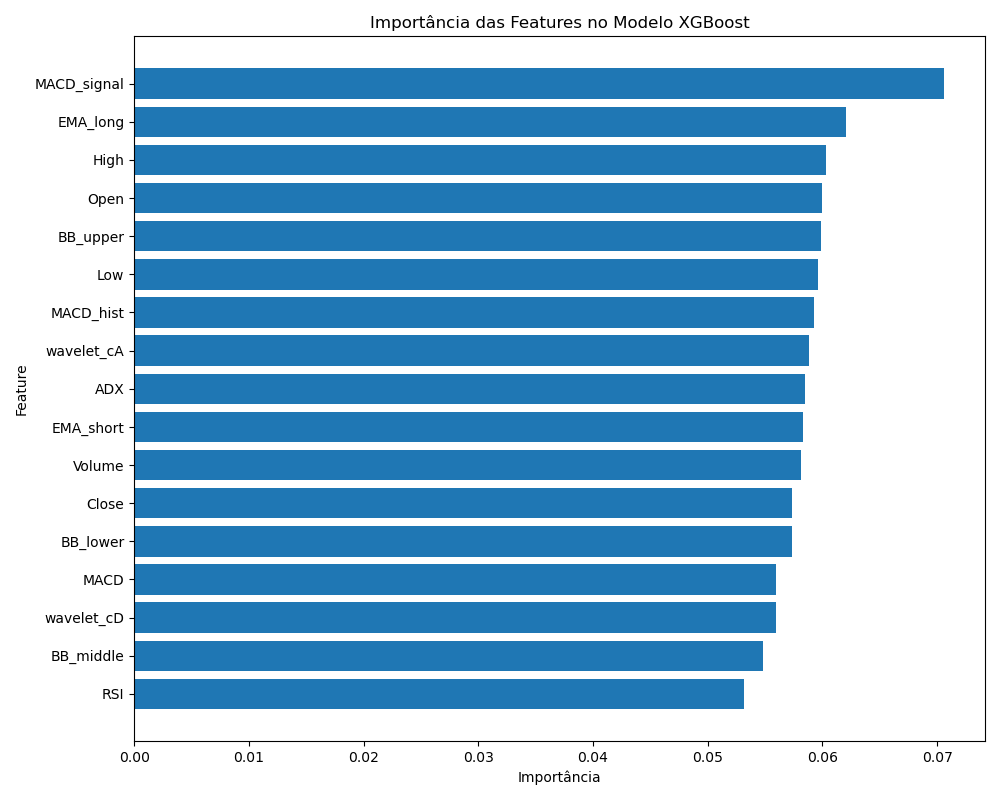 Importância das Features no Modelo XGBoost
Feature
MACD_signal
EMA_long
High
Open
BB_upper
Low
MACD_hist
wavelet_cA
ADX
EMA_short
Volume
Close
BB_lower
MACD
wavelet_cD
BB_middle
RSI
0.00 0.01 0.02 0.03 0.04 0.05 0.06 0.07
Importância